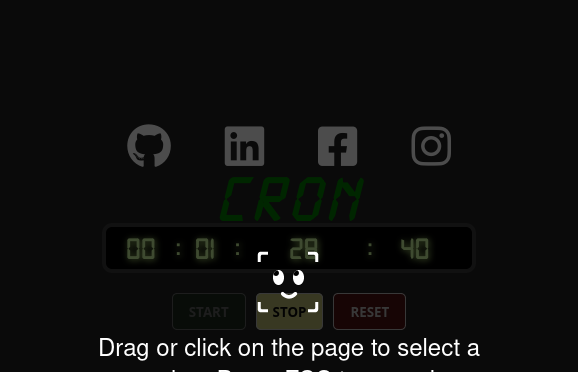 CRON
00 : 01 : 28 : 40
START STOP RESET
Drag or click on the page to select a